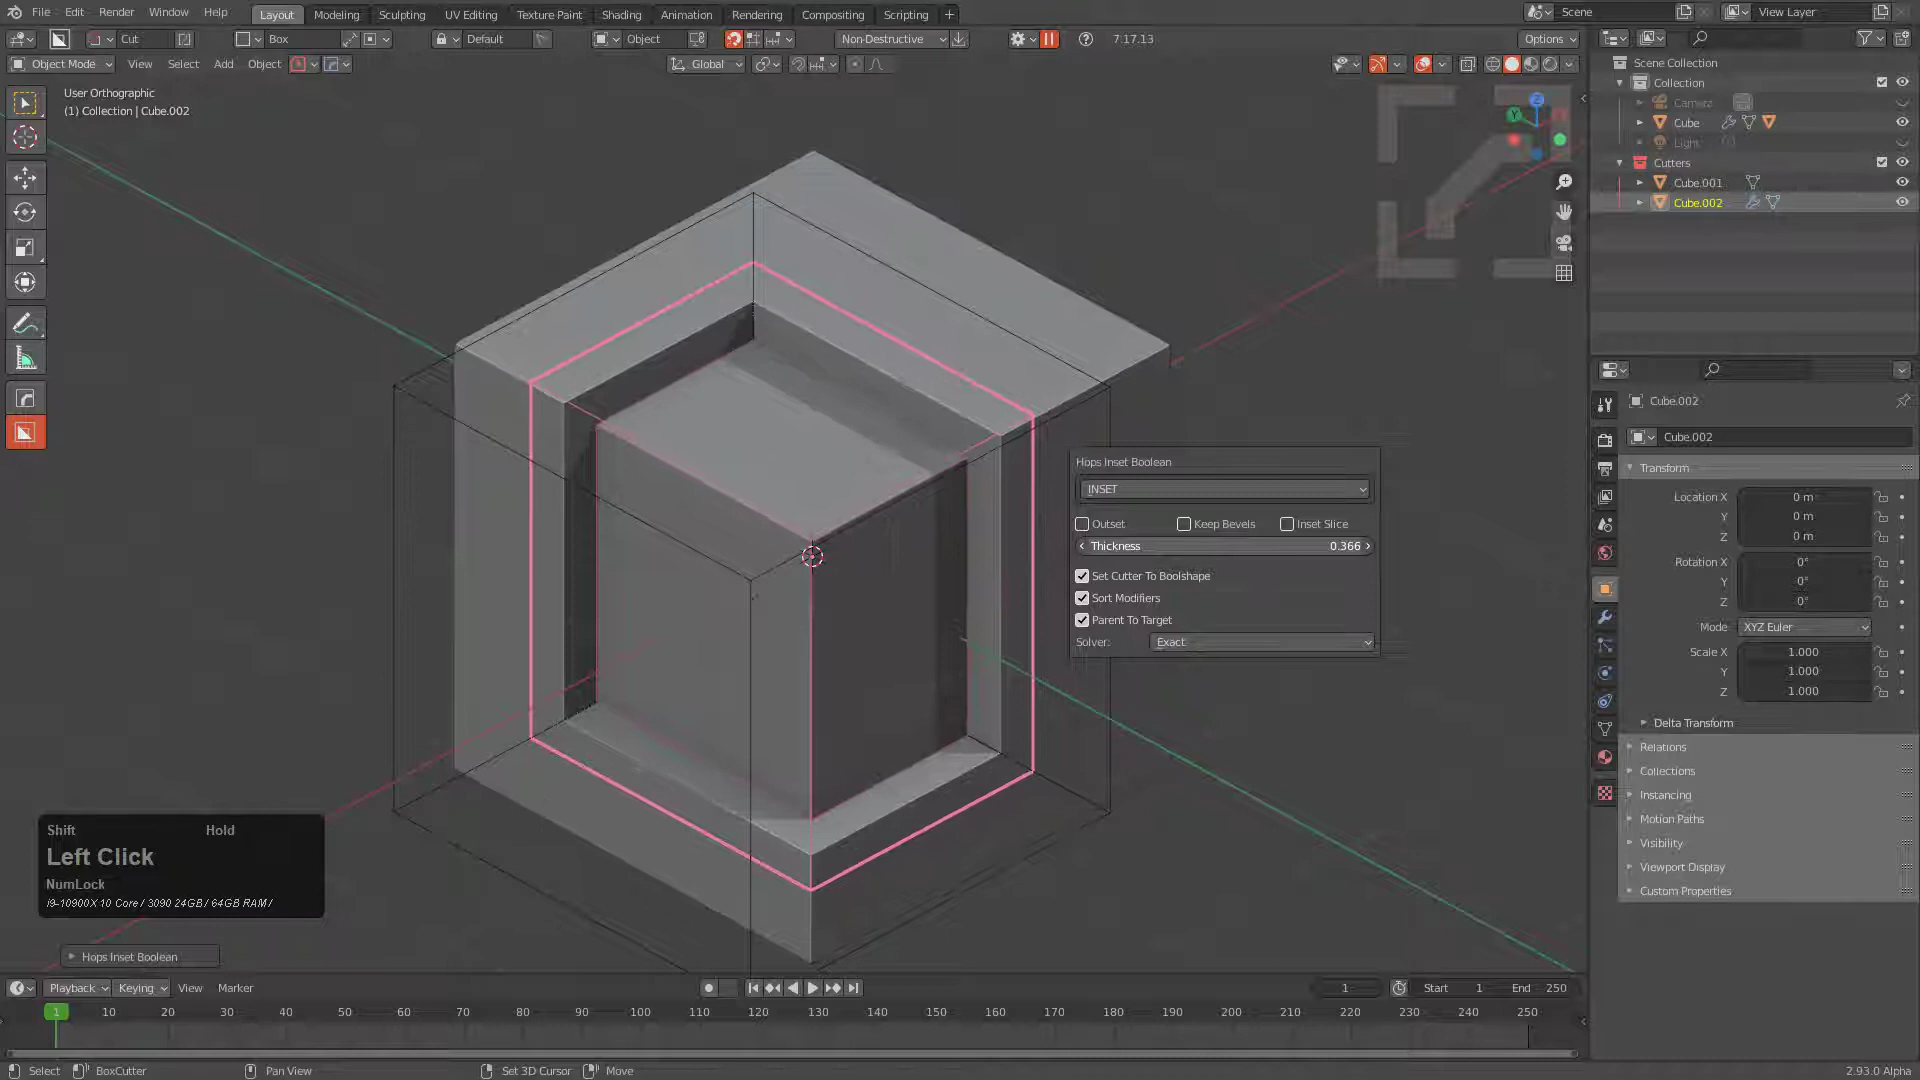 File Edit Render Window Help Layout Modeling Sculpting UV Editing Texture Paint Shading Animation Rendering Compositing Scripting + Scene View Layer
Cut Box Default Object Non-Destructive 7:17.13 Options
Object Mode View Select Add Object Global
User Orthographic
(1) Collection | Cube.002
Scene Collection
Collection
Camera
Cube
Light
Cutters
Cube.001
Cube.002
Z
Y
Hops Inset Boolean
INSET
Outset Keep Bevels Inset Slice
Thickness 0.366
Set Cutter To Boolshape
Sort Modifiers
Parent To Target
Solver: Exact
Cube.002
Cube.002
Transform
Location X 0 m
Y 0 m
Z 0 m
Rotation X 0°
Y 0°
Z 0°
Mode XYZ Euler
Scale X 1.000
Y 1.000
Z 1.000
Delta Transform
Relations
Collections
Instancing
Motion Paths
Visibility
Viewport Display
Custom Properties
Shift Hold
Left Click
NumLock
i9-10900X 10 Core / 3090 24GB / 64GB RAM /
Hops Inset Boolean
Playback Keying View Marker 1 Start 1 End 250
1 10 20 30 40 50 60 70 80 90 100 110 120 130 140 150 160 170 180 190 200 210 220 230 240 250
Select BoxCutter Pan View Set 3D Cursor Move 2.93.0 Alpha